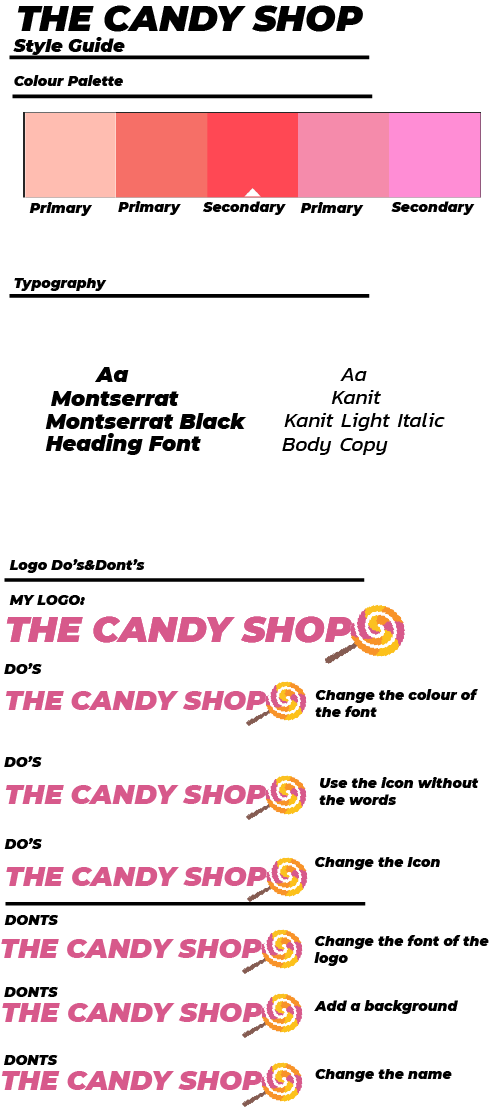 THE CANDY SHOP
Style Guide
Colour Palette
Primary
Primary
Secondary
Primary
Secondary
Typography
Aa
Montserrat
Montserrat Black
Heading Font
Aa
Kanit
Kanit Light Italic
Body Copy
Logo Do's&Dont's
MY LOGO:
THE CANDY SHOP
DO'S
THE CANDY SHOP
Change the colour of
the font
DO'S
THE CANDY SHOP
Use the icon without
the words
DO'S
THE CANDY SHOP
Change the Icon
DONTS
THE CANDY SHOP
Change the font of the
logo
DONTS
THE CANDY SHOP
Add a background
DONTS
THE CANDY SHOP
Change the name